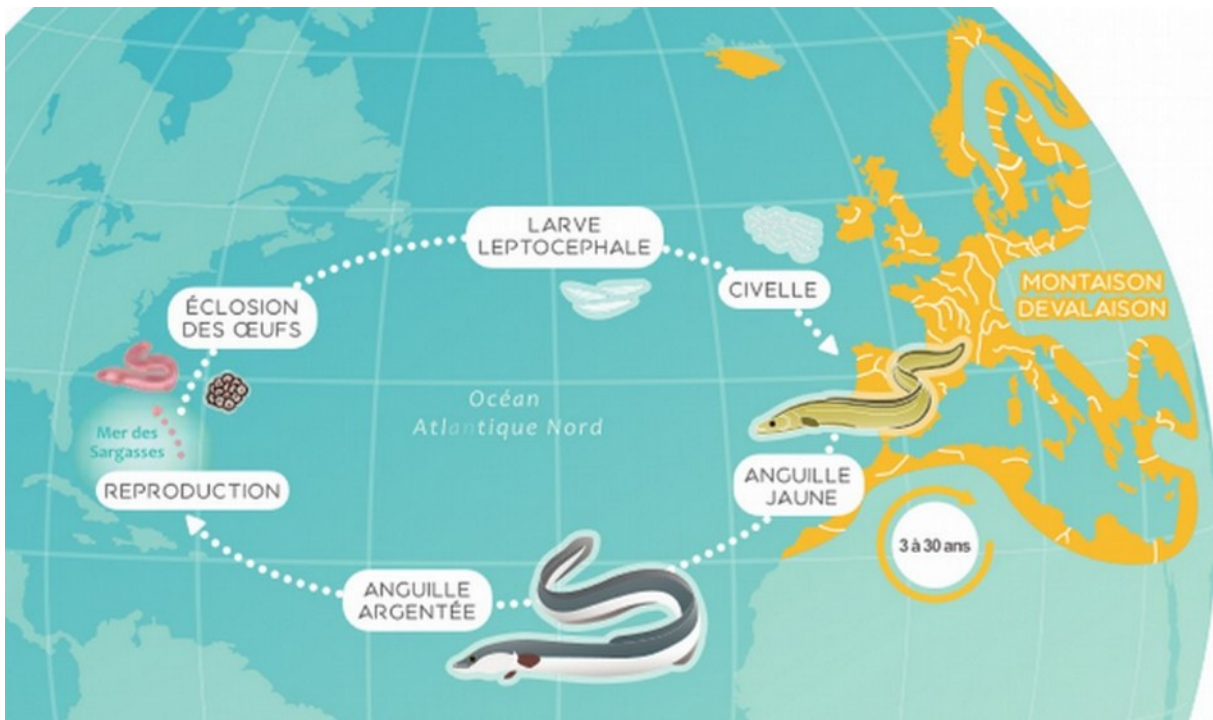 LARVE
LEPTOCEPHALE
CIVELLE
MONTAISON
DEVALAISON
ÉCLOSION
DES ŒUFS
Océan
Atlantique Nord
Mer des
Sargasses
REPRODUCTION
ANGUILLE
JAUNE
3 à 30 ans
ANGUILLE
ARGENTÉE